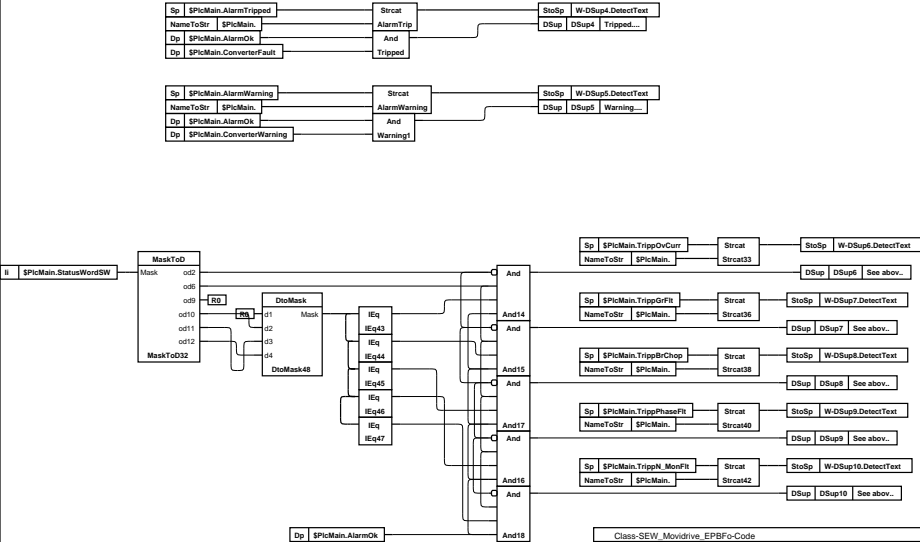 Sp $PlcMain.AlarmTripped Strcat StoSp W-DSup4.DetectText
NameToStr $PlcMain. AlarmTrip DSup DSup4 Tripped....
Dp $PlcMain.AlarmOk And
Dp $PlcMain.ConverterFault Tripped
Sp $PlcMain.AlarmWarning Strcat StoSp W-DSup5.DetectText
NameToStr $PlcMain. AlarmWarning DSup DSup5 Warning....
Dp $PlcMain.AlarmOk And
Dp $PlcMain.ConverterWarning Warning1
Sp $PlcMain.TrippOvCurr Strcat StoSp W-DSup6.DetectText
NameToStr $PlcMain. Strcat33
MaskToD
Ii $PlcMain.StatusWordSW Mask od2 And DSup DSup6 See abov..
od6
od9 R0 DtoMask Sp $PlcMain.TrippGrFlt Strcat StoSp W-DSup7.DetectText
od10 R0 d1 Mask IEq And14 NameToStr $PlcMain. Strcat36
od11 d2 IEq43 And DSup DSup7 See abov..
od12 d3 IEq
MaskToD32 d4 IEq44 Sp $PlcMain.TrippBrChop Strcat StoSp W-DSup8.DetectText
DtoMask48 IEq And15 NameToStr $PlcMain. Strcat38
IEq45 And DSup DSup8 See abov..
IEq
IEq46 Sp $PlcMain.TrippPhaseFlt Strcat StoSp W-DSup9.DetectText
IEq And17 NameToStr $PlcMain. Strcat40
IEq47 And DSup DSup9 See abov..
Sp $PlcMain.TrippN_MonFlt Strcat StoSp W-DSup10.DetectText
And16 NameToStr $PlcMain. Strcat42
And DSup DSup10 See abov..
Dp $PlcMain.AlarmOk And18 Class-SEW_Movidrive_EPBFo-Code